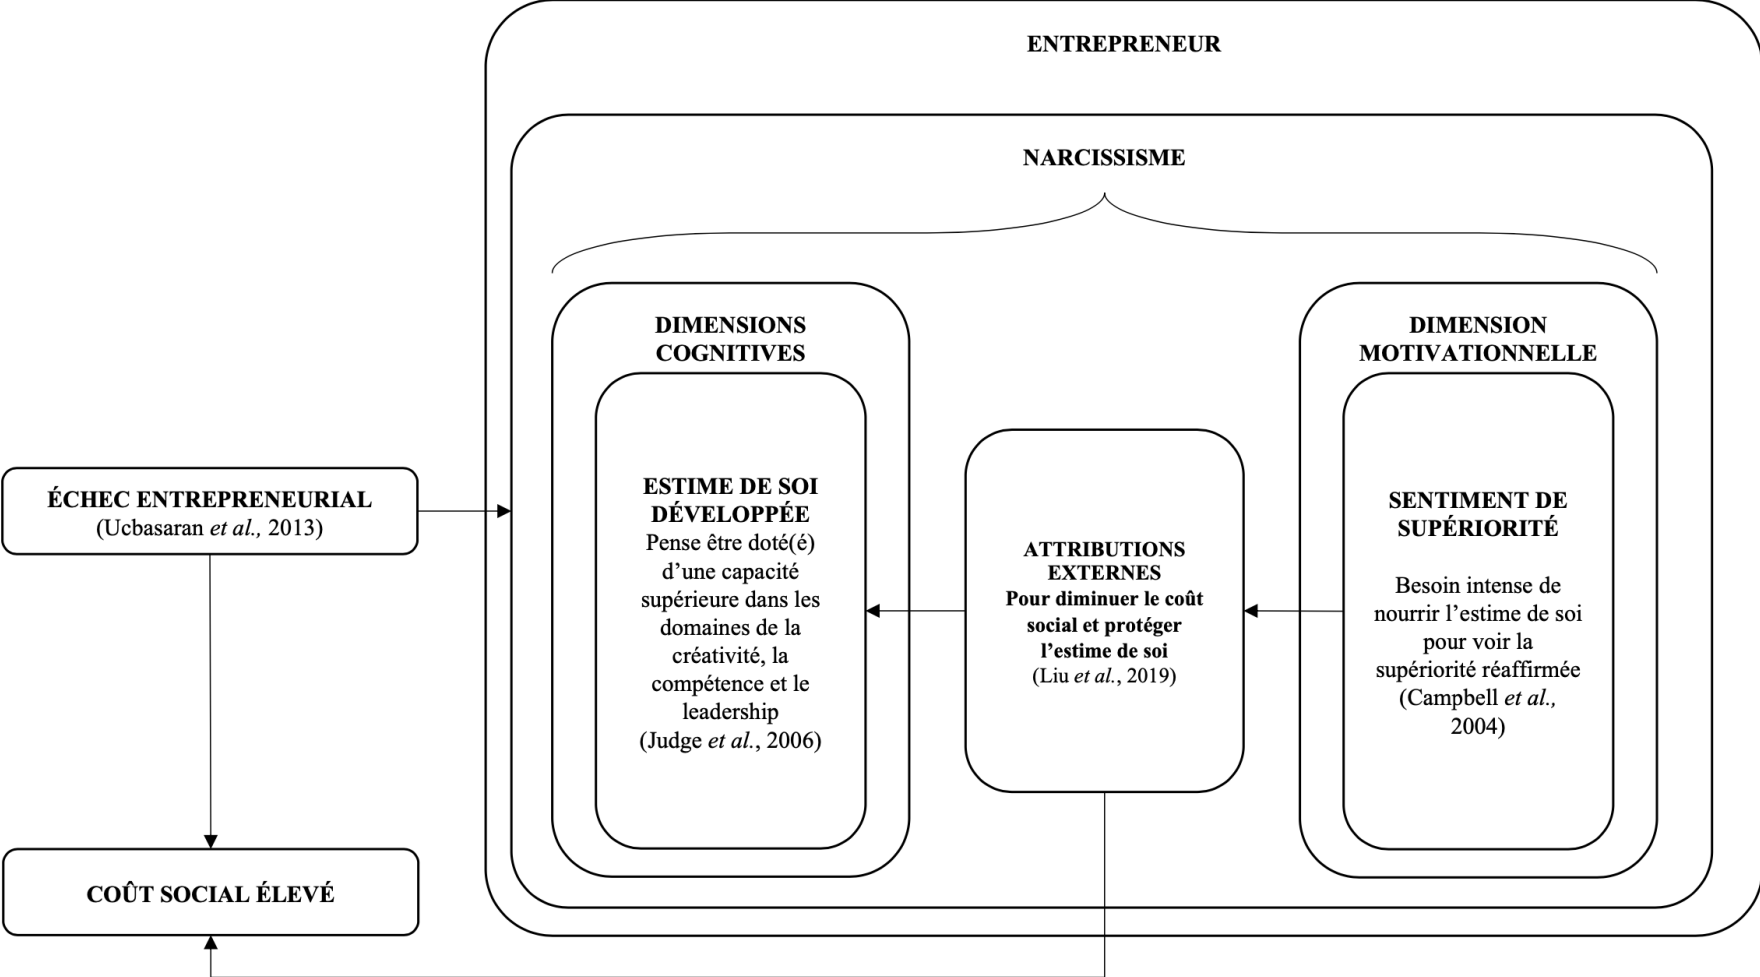 ENTREPRENEUR
NARCISSISME
DIMENSIONS
COGNITIVES
ESTIME DE SOI
DÉVELOPPÉE
Pense être doté(é)
d’une capacité
supérieure dans les
domaines de la
créativité, la
compétence et le
leadership
(Judge et al., 2006)
ATTRIBUTIONS
EXTERNES
Pour diminuer le coût
social et protéger
l’estime de soi
(Liu et al., 2019)
DIMENSION
MOTIVATIONNELLE
SENTIMENT DE
SUPÉRIORITÉ
Besoin intense de
nourrir l’estime de soi
pour voir la
supériorité réaffirmée
(Campbell et al.,
2004)
ÉCHEC ENTREPRENEURIAL
(Ucbasaran et al., 2013)
COÛT SOCIAL ÉLEVÉ